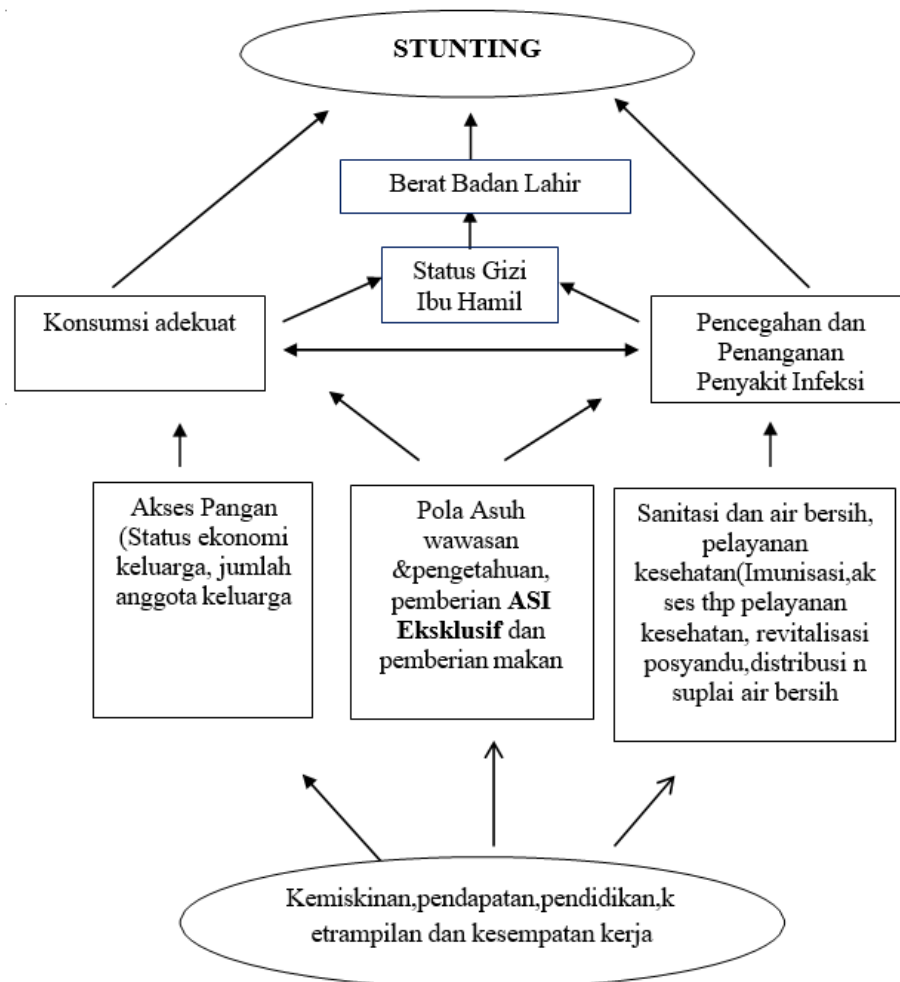 STUNTING
Berat Badan Lahir
Status Gizi
Ibu Hamil
Konsumsi adekuat
Pencegahan dan
Penanganan
Penyakit Infeksi
Akses Pangan
(Status ekonomi
keluarga, jumlah
anggota keluarga
Pola Asuh
wawasan
&pengetahuan,
pemberian ASI
Eksklusif dan
pemberian makan
Sanitasi dan air bersih,
pelayanan
kesehatan(Imunisasi,ak
ses thp pelayanan
kesehatan, revitalisasi
posyandu,distribusi n
suplai air bersih
Kemiskinan,pendapatan,pendidikan,k
etrampilan dan kesempatan kerja